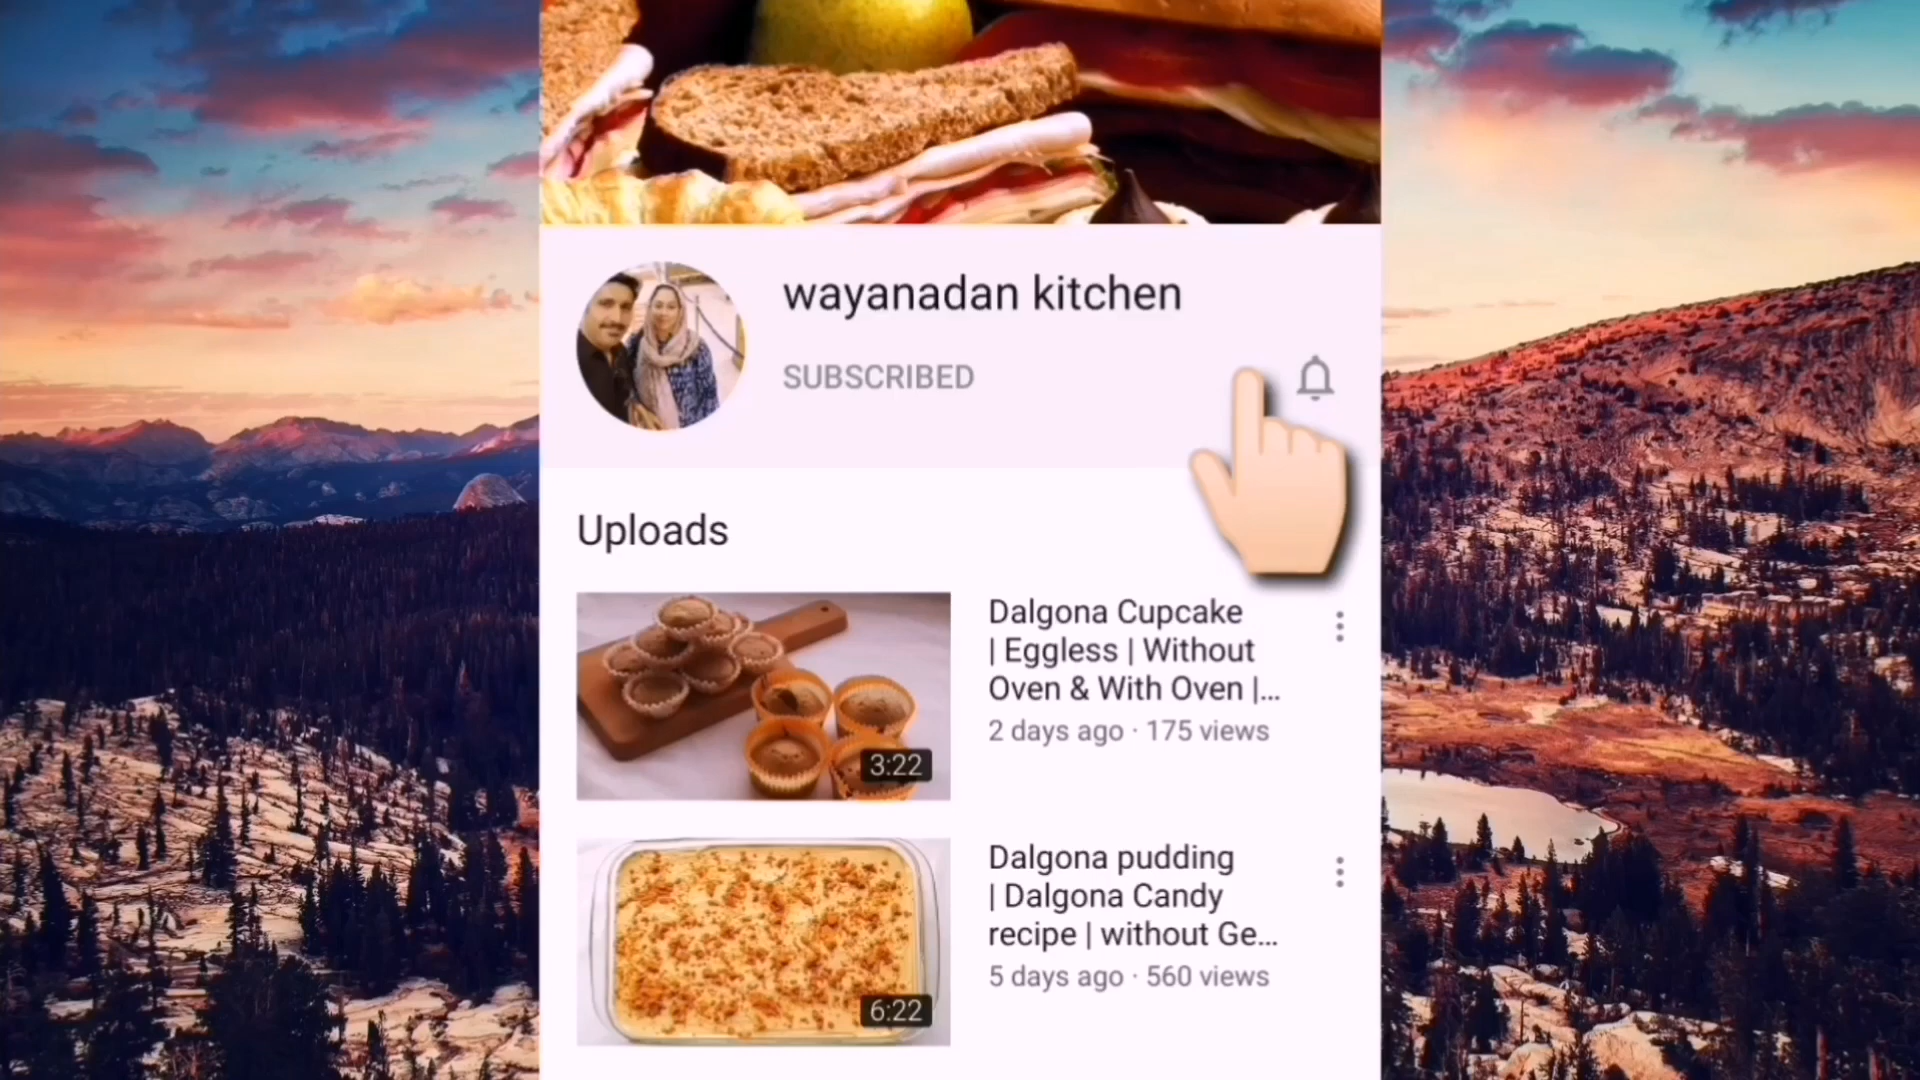 wayanadan kitchen
SUBSCRIBED
Uploads
Dalgona Cupcake
| Eggless | Without
Oven & With Oven |...
2 days ago · 175 views
3:22
Dalgona pudding
| Dalgona Candy
recipe | without Ge...
5 days ago · 560 views
6:22